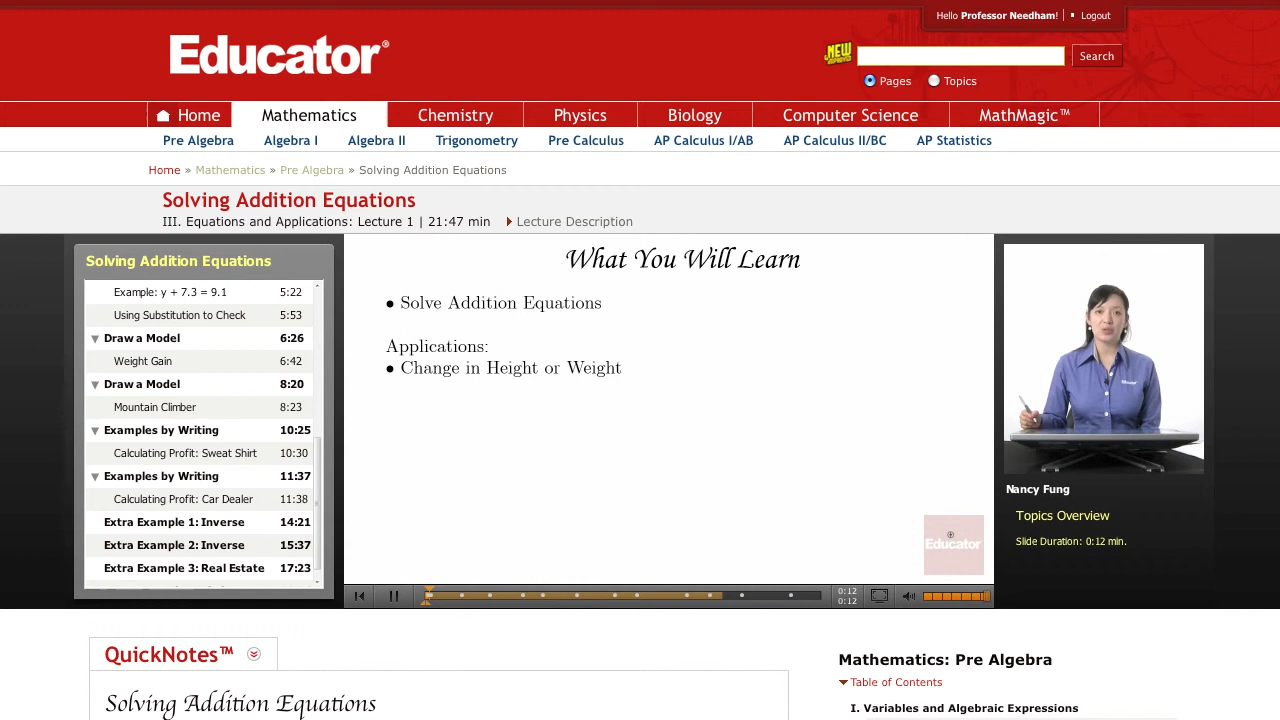 Hello Professor Needham! Logout
Educator®
NEW
Search
Pages Topics
Home Mathematics Chemistry Physics Biology Computer Science MathMagic™
Pre Algebra Algebra I Algebra II Trigonometry Pre Calculus AP Calculus I/AB AP Calculus II/BC AP Statistics
Home » Mathematics » Pre Algebra » Solving Addition Equations
Solving Addition Equations
III. Equations and Applications: Lecture 1 | 21:47 min Lecture Description
Solving Addition Equations
Example: y + 7.3 = 9.1 5:22
Using Substitution to Check 5:53
Draw a Model 6:26
Weight Gain 6:42
Draw a Model 8:20
Mountain Climber 8:23
Examples by Writing 10:25
Calculating Profit: Sweat Shirt 10:30
Examples by Writing 11:37
Calculating Profit: Car Dealer 11:38
Extra Example 1: Inverse 14:21
Extra Example 2: Inverse 15:37
Extra Example 3: Real Estate 17:23
What You Will Learn
• Solve Addition Equations
Applications:
• Change in Height or Weight
Educator
0:12
0:12
Nancy Fung
Topics Overview
Slide Duration: 0:12 min.
QuickNotes™
Solving Addition Equations
Mathematics: Pre Algebra
Table of Contents
I. Variables and Algebraic Expressions